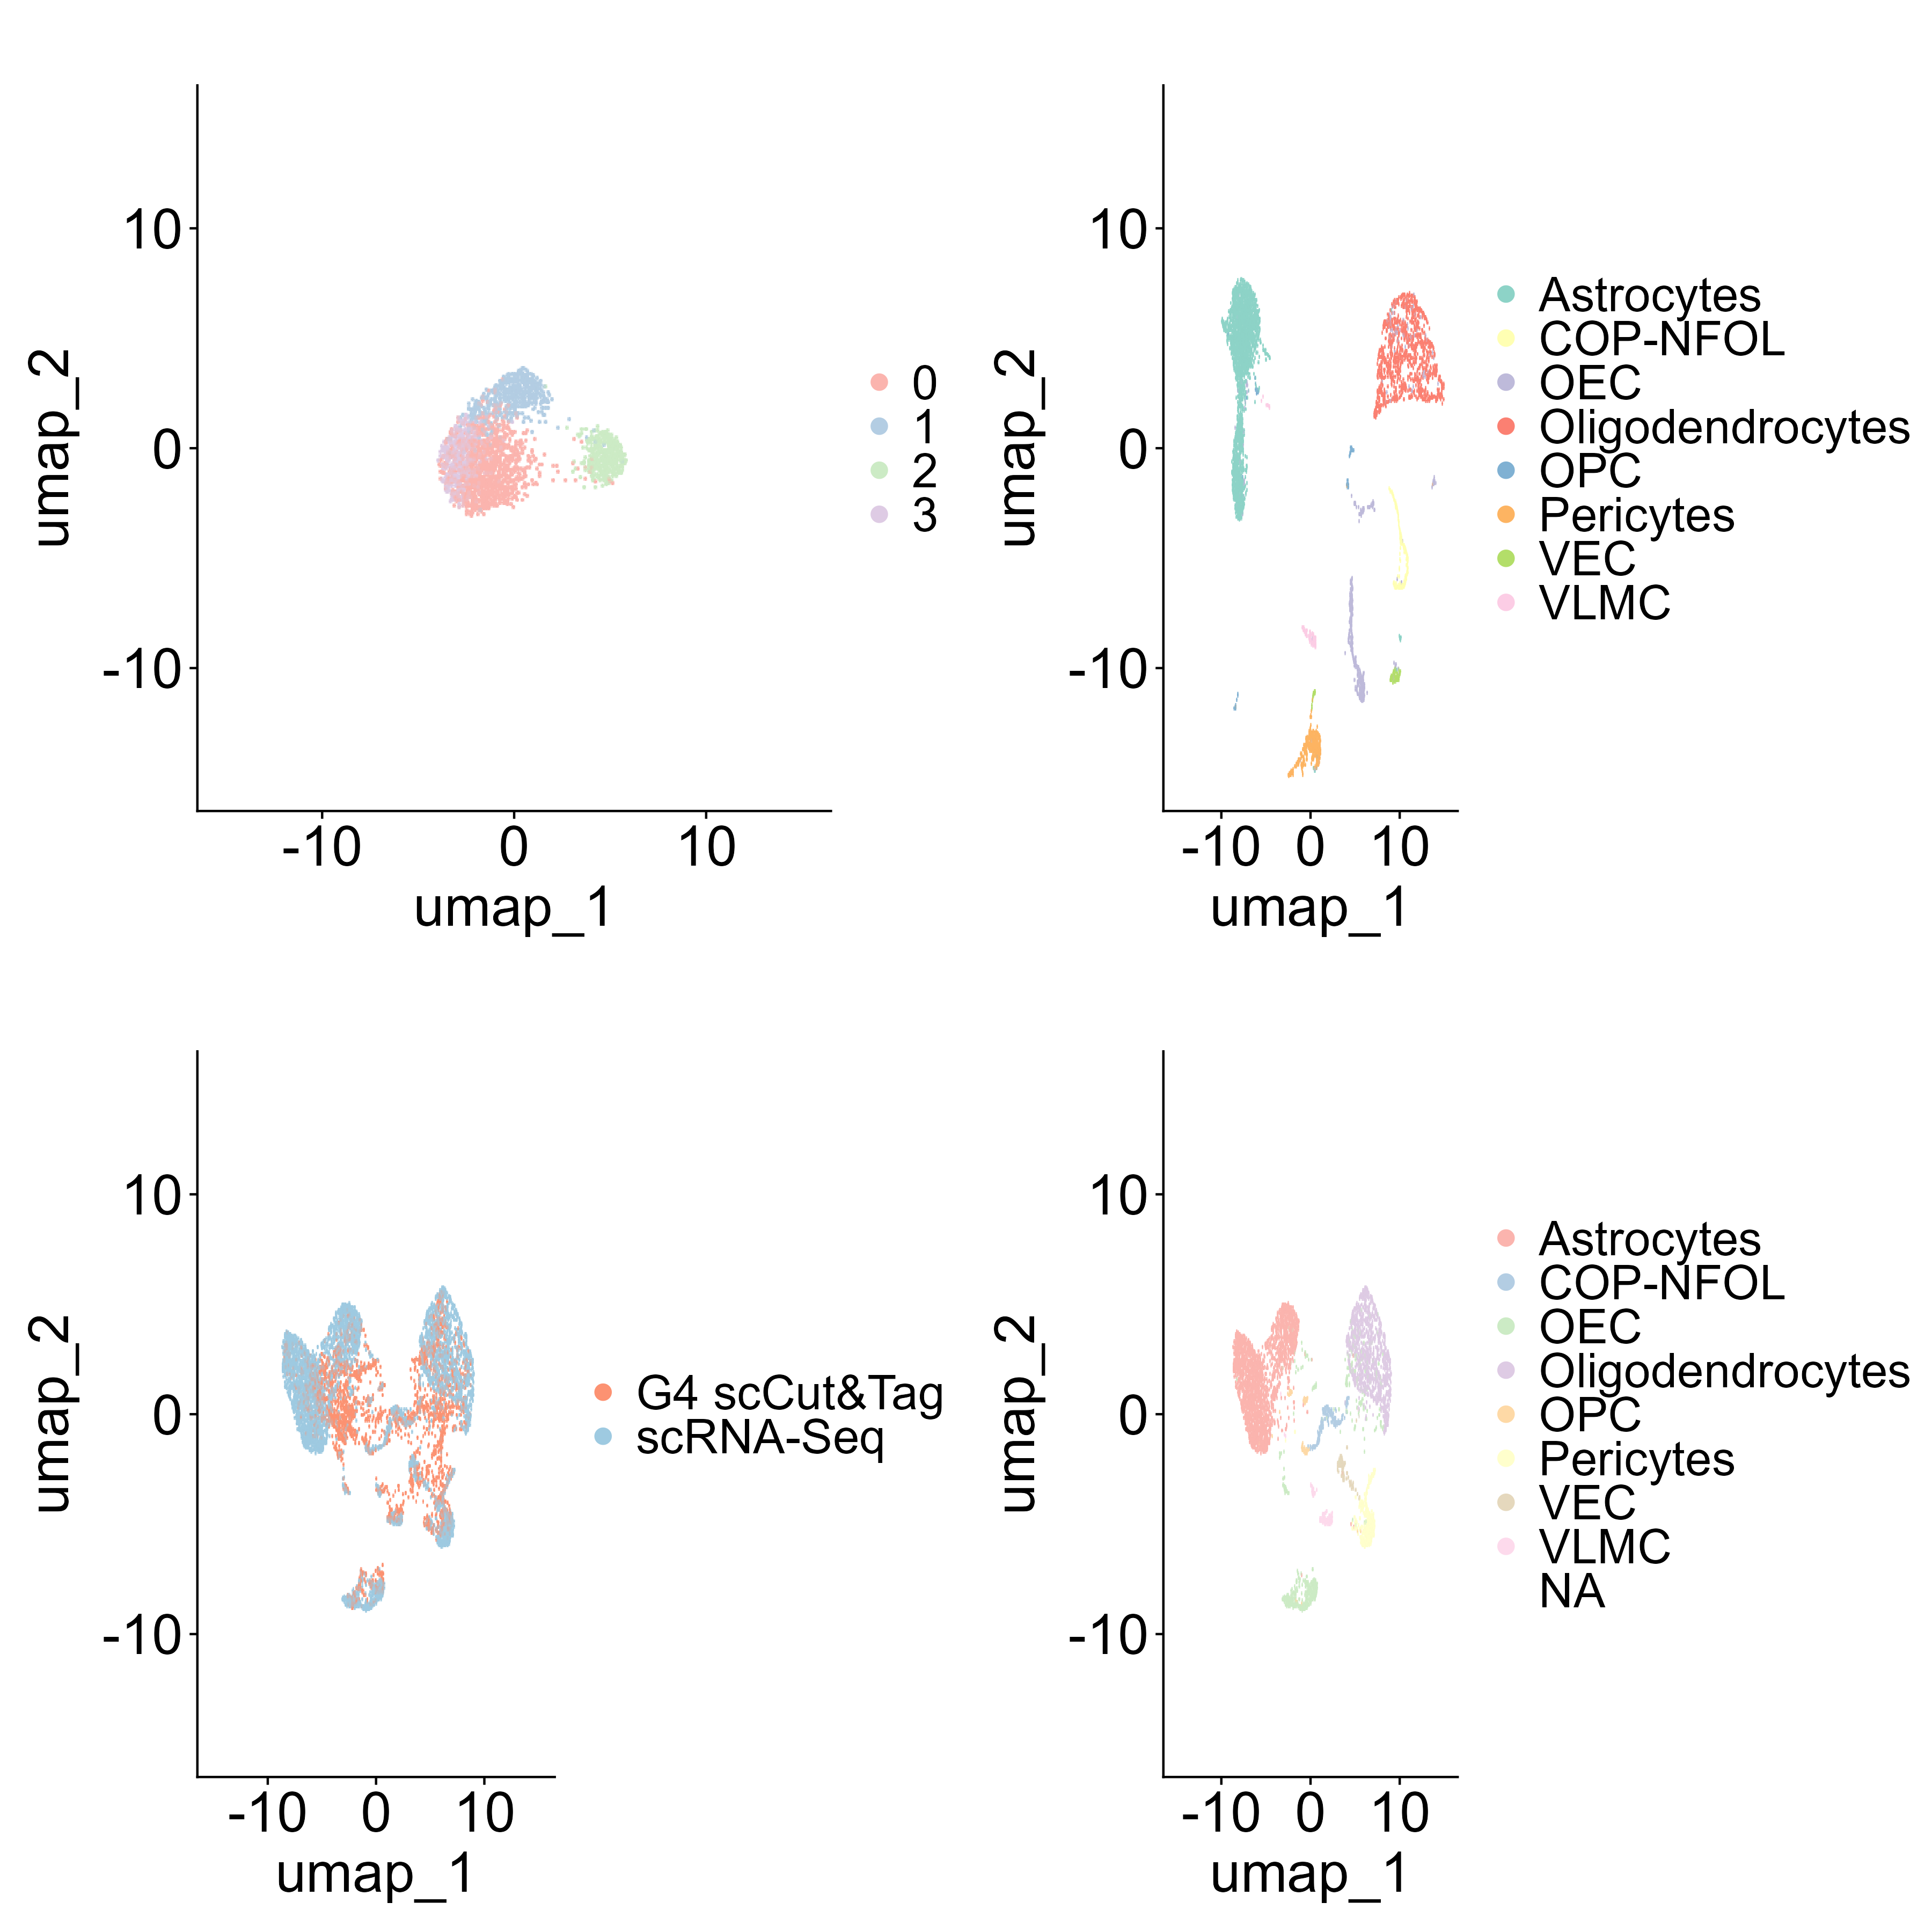 umap_2
10
0
-10
-10 0 10
umap_1
0
1
2
3
umap_2
10
0
-10
-10 0 10
umap_1
Astrocytes
COP-NFOL
OEC
Oligodendrocytes
OPC
Pericytes
VEC
VLMC
umap_2
10
0
-10
-10 0 10
umap_1
G4 scCut&Tag
scRNA-Seq
umap_2
10
0
-10
-10 0 10
umap_1
Astrocytes
COP-NFOL
OEC
Oligodendrocytes
OPC
Pericytes
VEC
VLMC
NA